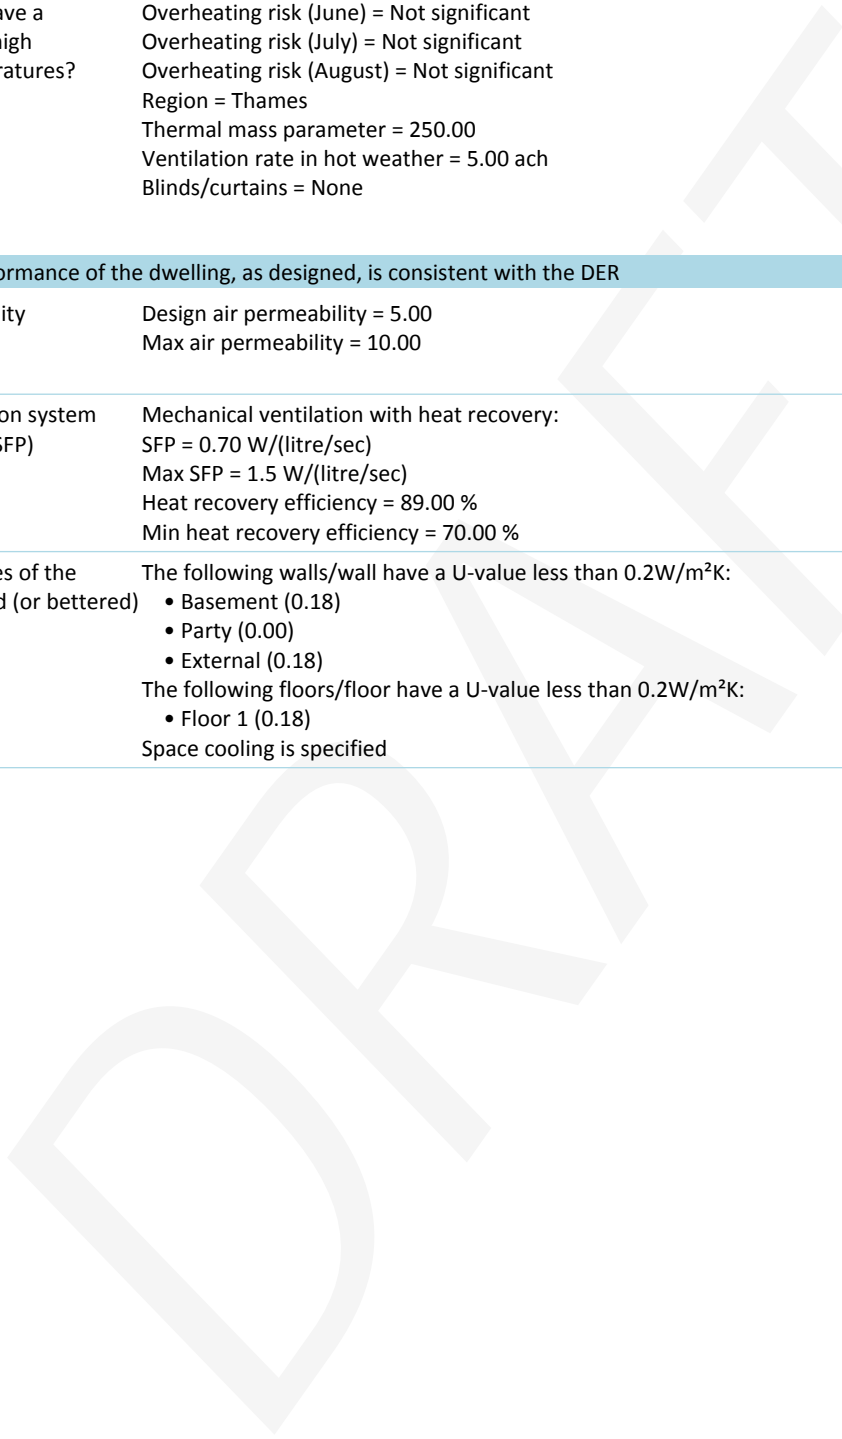 ave a Overheating risk (June) = Not significant
nigh Overheating risk (July) = Not significant
ratures? Overheating risk (August) = Not significant
Region = Thames
Thermal mass parameter = 250.00
Ventilation rate in hot weather = 5.00 ach
Blinds/curtains = None
ormance of the dwelling, as designed, is consistent with the DER
ity Design air permeability = 5.00
Max air permeability = 10.00
on system Mechanical ventilation with heat recovery:
SFP) SFP = 0.70 W/(litre/sec)
Max SFP = 1.5 W/(litre/sec)
Heat recovery efficiency = 89.00 %
Min heat recovery efficiency = 70.00 %
es of the The following walls/wall have a U-value less than 0.2W/m²K:
d (or bettered) • Basement (0.18)
• Party (0.00)
• External (0.18)
The following floors/floor have a U-value less than 0.2W/m²K:
• Floor 1 (0.18)
Space cooling is specified
DRAFT